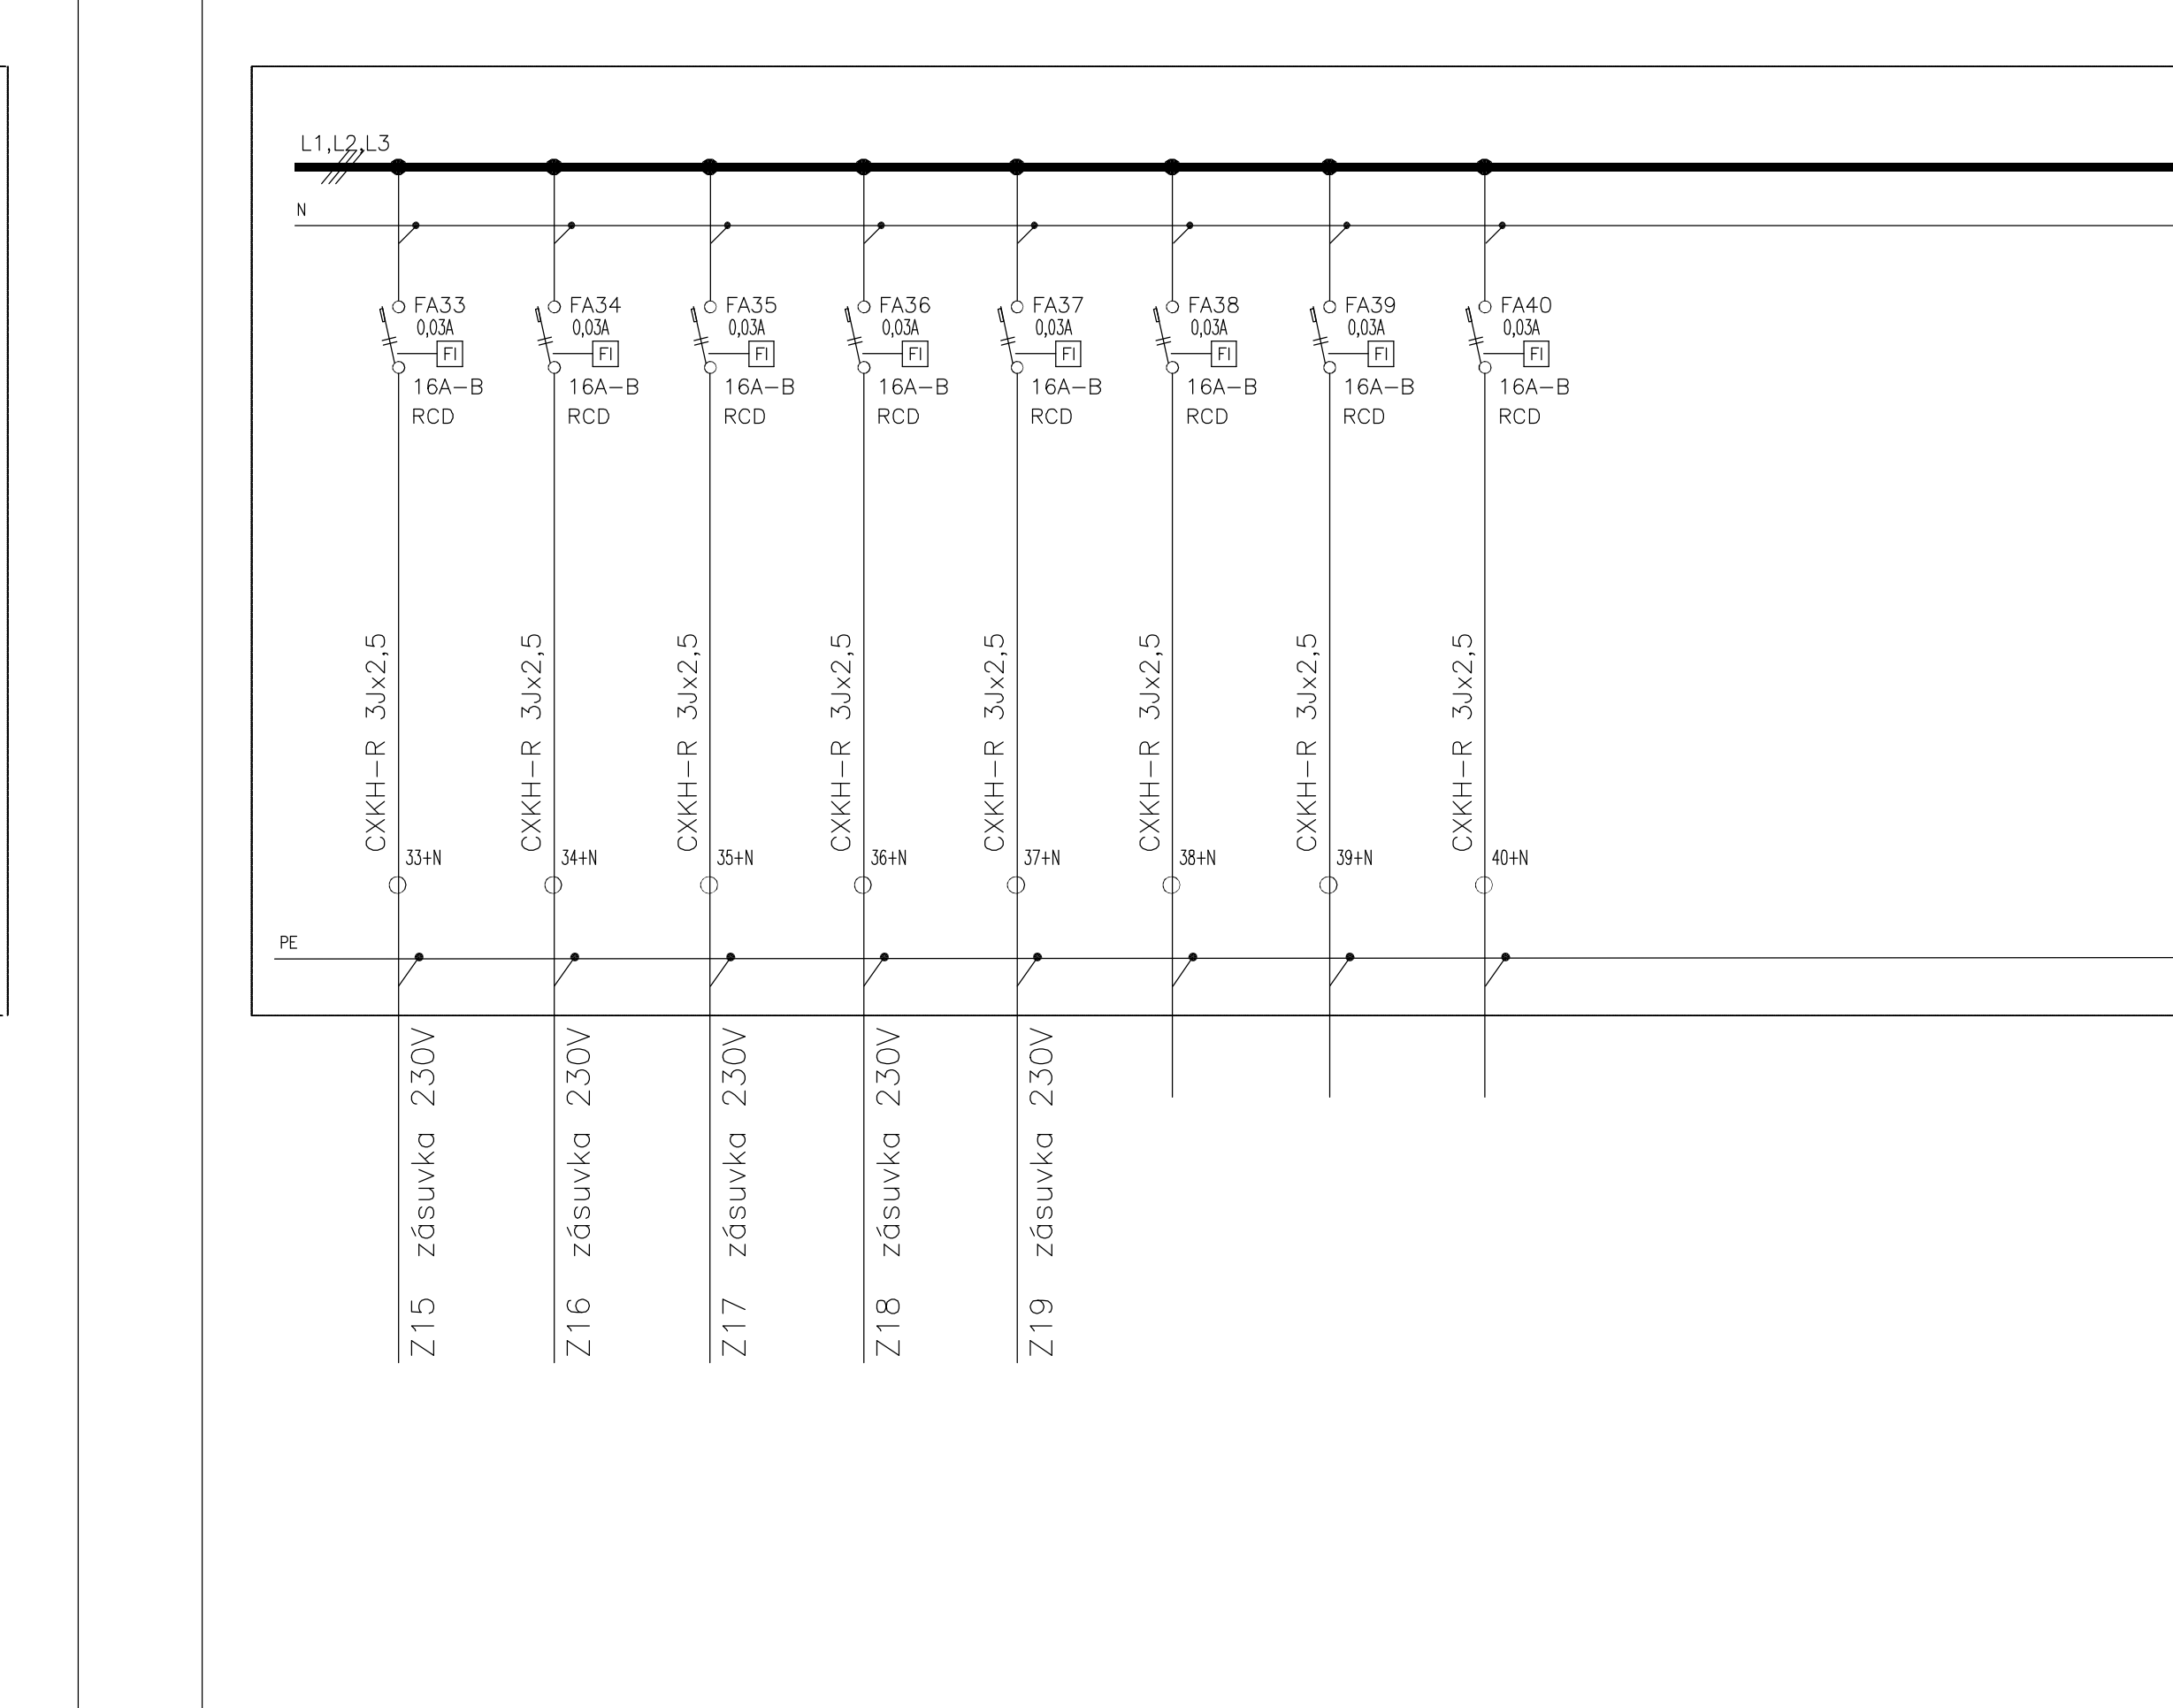 L1,L2,L3
N
FA33 FA34 FA35 FA36 FA37 FA38 FA39 FA40
0,03A 0,03A 0,03A 0,03A 0,03A 0,03A 0,03A 0,03A
FI FI FI FI FI FI FI FI
16A-B 16A-B 16A-B 16A-B 16A-B 16A-B 16A-B 16A-B
RCD RCD RCD RCD RCD RCD RCD RCD
CXKH-R 3Jx2,5
CXKH-R 3Jx2,5
CXKH-R 3Jx2,5
CXKH-R 3Jx2,5
CXKH-R 3Jx2,5
CXKH-R 3Jx2,5
CXKH-R 3Jx2,5
CXKH-R 3Jx2,5
33+N 34+N 35+N 36+N 37+N 38+N 39+N 40+N
PE
Z15 zásuvka 230V
Z16 zásuvka 230V
Z17 zásuvka 230V
Z18 zásuvka 230V
Z19 zásuvka 230V